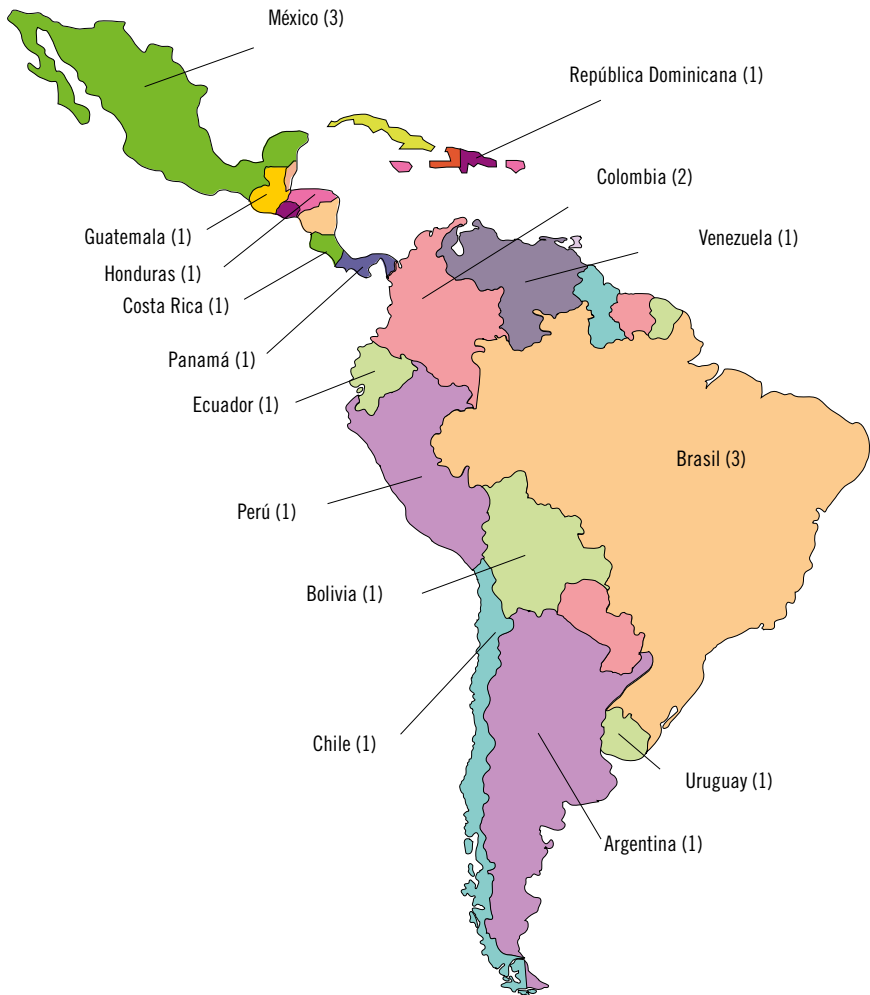 México (3)
República Dominicana (1)
Colombia (2)
Venezuela (1)
Guatemala (1)
Honduras (1)
Costa Rica (1)
Panamá (1)
Ecuador (1)
Brasil (3)
Perú (1)
Bolivia (1)
Chile (1)
Uruguay (1)
Argentina (1)